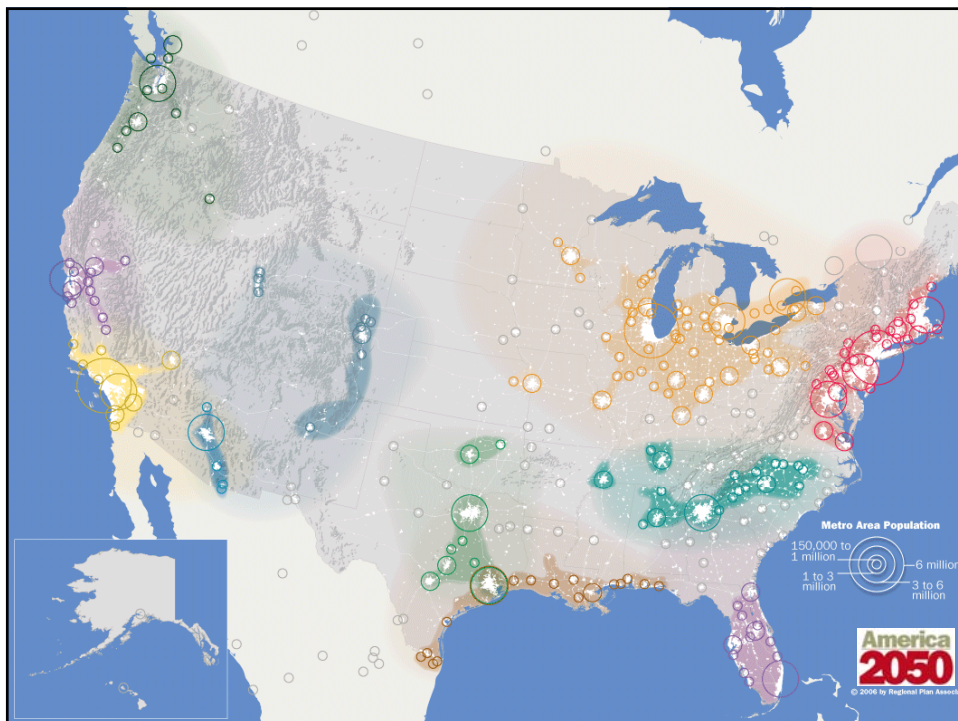 Metro Area Population
150,000 to
1 million
1 to 3
million
6 million
3 to 6
million
America
2050
© 2006 by Regional Plan Associa